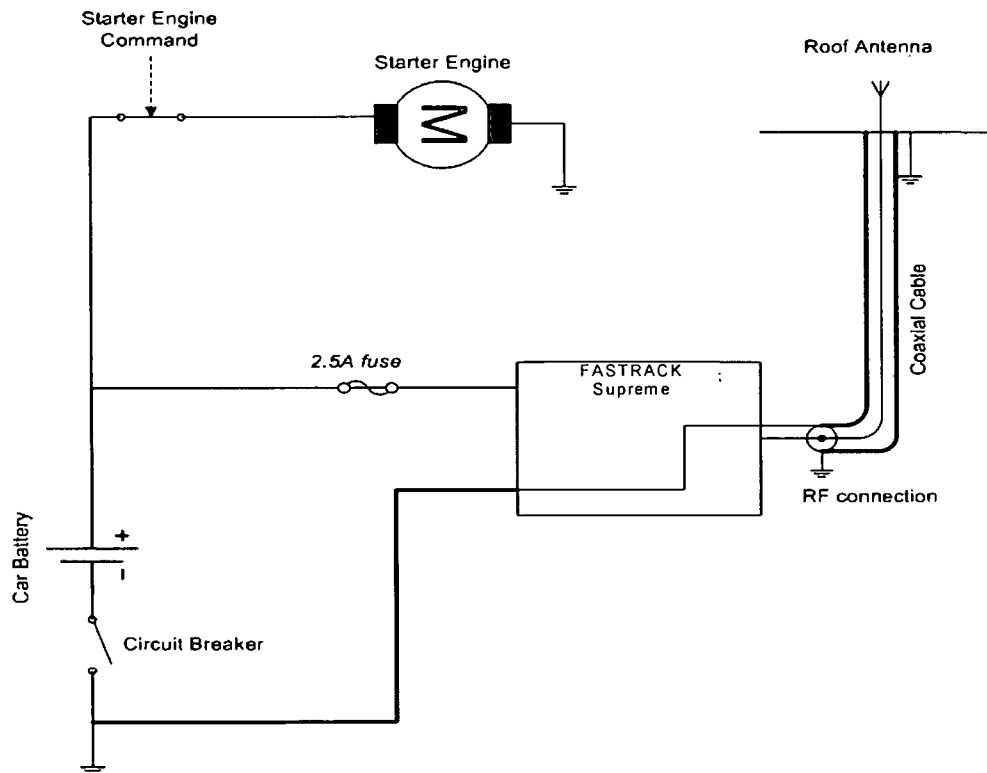 Starter Engine
Command
Starter Engine
Roof Antenna
M
Coaxial Cable
2.5A fuse
FASTRACK
Supreme
RF connection
Car Battery
+
–
Circuit Breaker